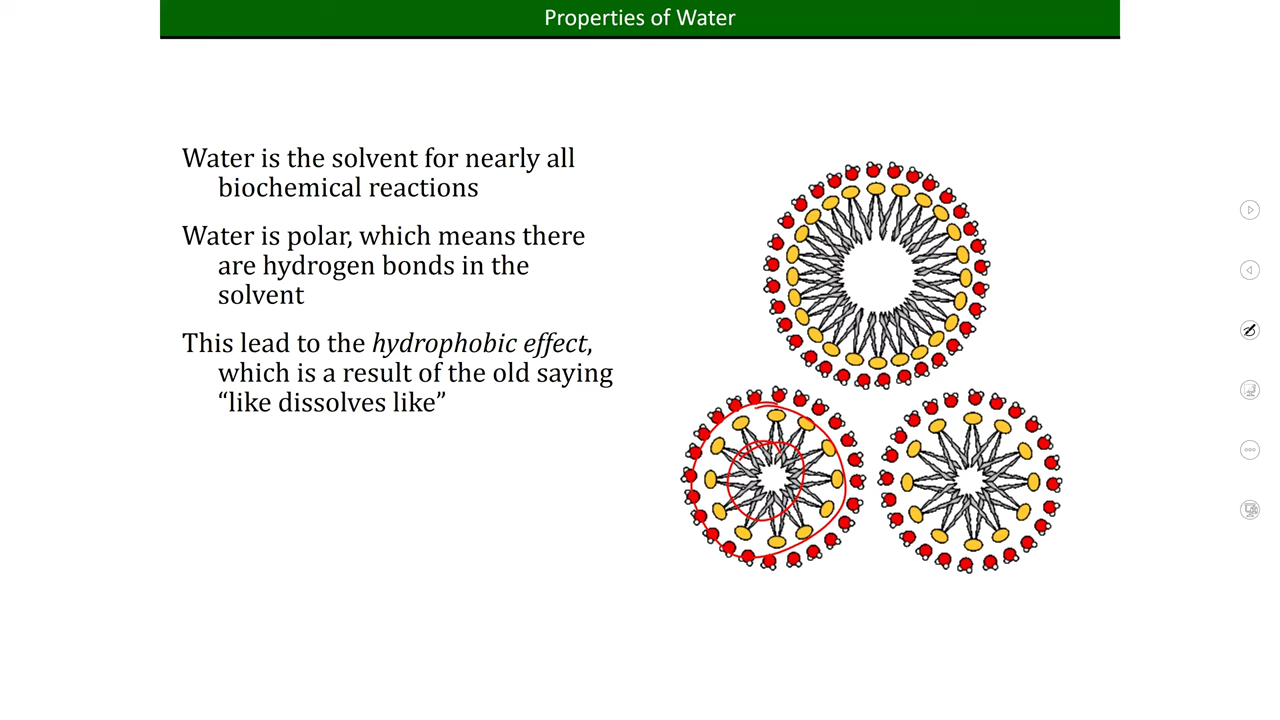 Properties of Water
Water is the solvent for nearly all
biochemical reactions
Water is polar, which means there
are hydrogen bonds in the
solvent
This lead to the hydrophobic effect,
which is a result of the old saying
“like dissolves like”